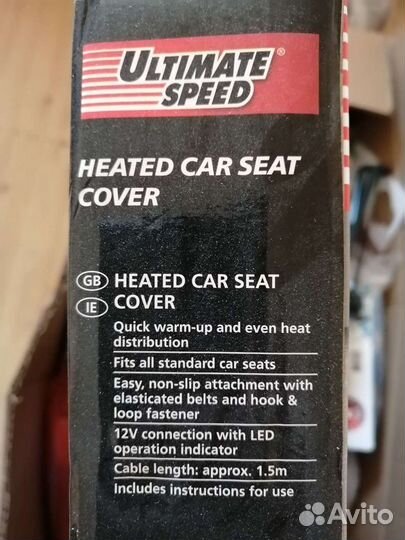 ULTIMATE ®
SPEED
HEATED CAR SEAT
COVER
GB HEATED CAR SEAT
IE COVER
Quick warm-up and even heat
distribution
Fits all standard car seats
Easy, non-slip attachment with
elasticated belts and hook &
loop fastener
12V connection with LED
operation indicator
Cable length: approx. 1.5m
Includes instructions for use
Avito